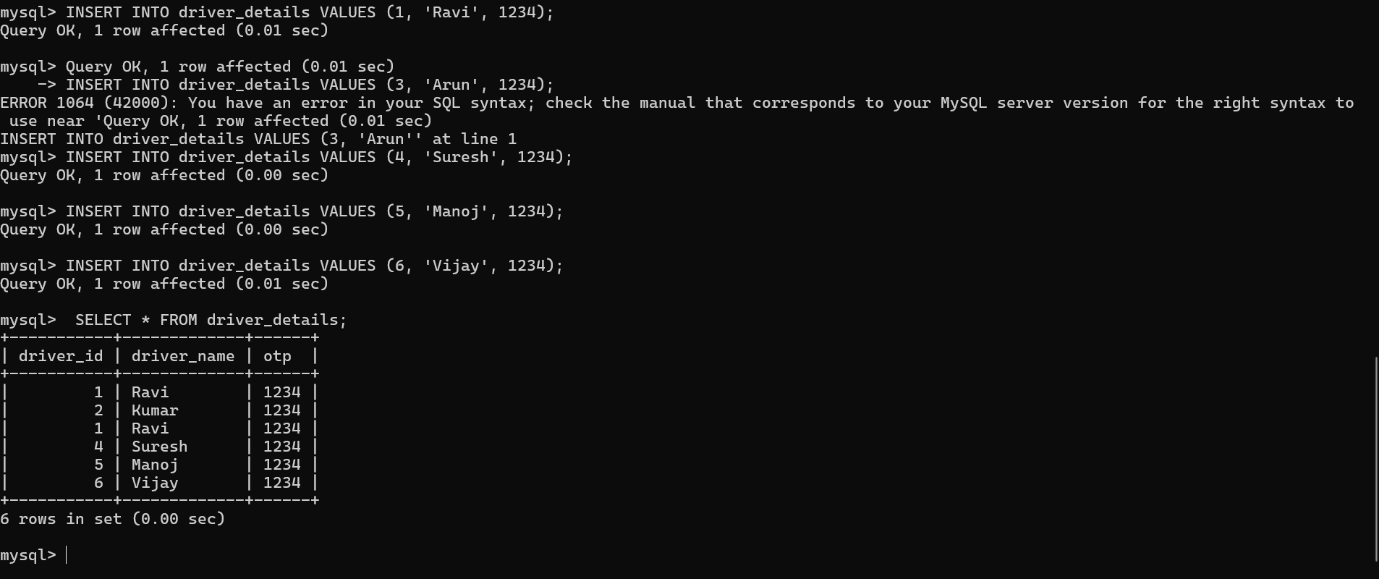 mysql> INSERT INTO driver_details VALUES (1, 'Ravi', 1234);
Query OK, 1 row affected (0.01 sec)
mysql> Query OK, 1 row affected (0.01 sec)
    -> INSERT INTO driver_details VALUES (3, 'Arun', 1234);
ERROR 1064 (42000): You have an error in your SQL syntax; check the manual that corresponds to your MySQL server version for the right syntax to
 use near 'Query OK, 1 row affected (0.01 sec)
INSERT INTO driver_details VALUES (3, 'Arun'' at line 1
mysql> INSERT INTO driver_details VALUES (4, 'Suresh', 1234);
Query OK, 1 row affected (0.00 sec)
mysql> INSERT INTO driver_details VALUES (5, 'Manoj', 1234);
Query OK, 1 row affected (0.00 sec)
mysql> INSERT INTO driver_details VALUES (6, 'Vijay', 1234);
Query OK, 1 row affected (0.01 sec)
mysql>  SELECT * FROM driver_details;
+-----------+-------------+------+
| driver_id | driver_name | otp  |
+-----------+-------------+------+
|         1 | Ravi        | 1234 |
|         2 | Kumar       | 1234 |
|         1 | Ravi        | 1234 |
|         4 | Suresh      | 1234 |
|         5 | Manoj       | 1234 |
|         6 | Vijay       | 1234 |
+-----------+-------------+------+
6 rows in set (0.00 sec)
mysql>